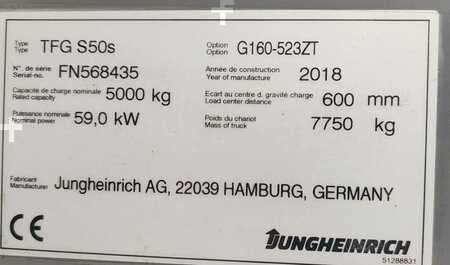 Type
Type TFG S50s
Option
Option G160-523ZT
N°. de série
Serial-no. FN568435
Année de construction
Year of manufacture 2018
Capacité de charge nominale
Rated capacity 5000 kg
Ecart au centre d. gravité charge
Load center distance 600 mm
Puissance nominale
Nominal power 59,0 kW
Poids du chariot
Mass of truck 7750 kg
Fabricant
Manufacturer Jungheinrich AG, 22039 HAMBURG, GERMANY
CE
JUNGHEINRICH
51288831